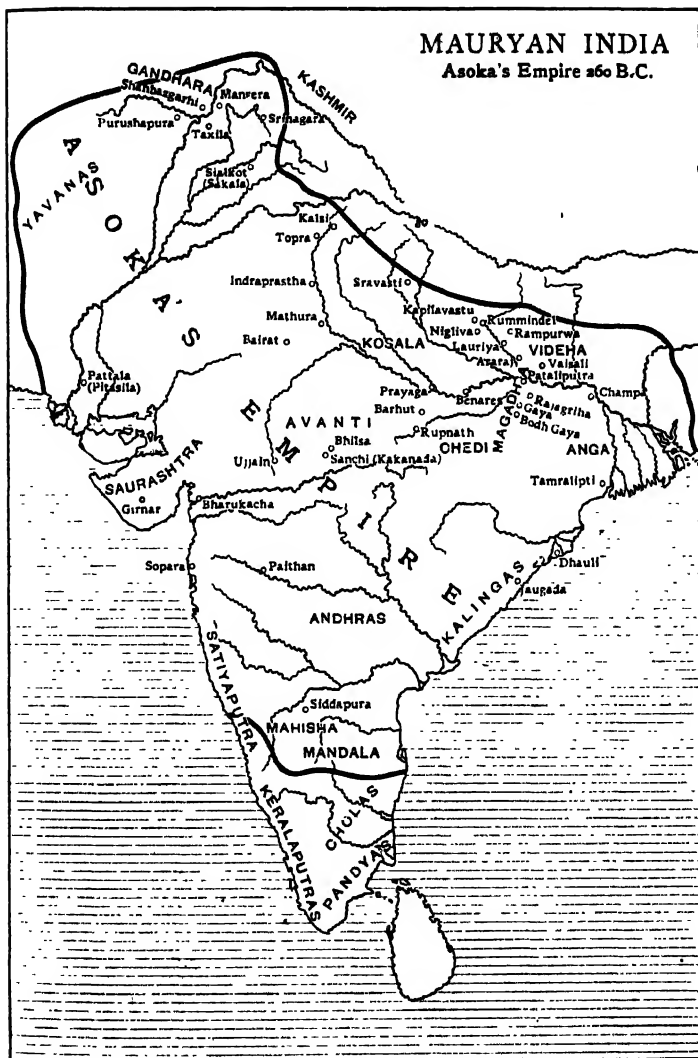 MAURYAN INDIA
Asoka's Empire 260 B.C.
GANDHARA
KASHMIR
Shahbazgarhi
Mansera
Purushapura
Srinagara
Taxila
YAVANAS
Sialkot
(Sakala)
ASOKA'S
EMPIRE
Kalsi
Topra
Indraprastha
Sravasti
Kapilavastu
Rummindei
Nigliva
Rampurwa
Mathura
Lauriya
VIDEHA
Bairat
KOSALA
Araraj
Vaisali
Pattala
(Pitasila)
Pataliputra
Prayaga
Benares
Champ
Rajagriha
MAGADHA
Gaya
Bodh Gaya
AVANTI
Barhut
Bhilsa
Rupnath
CHEDI
ANGA
Ujjain
Sanchi (Kakanada)
SAURASHTRA
Tamralipti
Girnar
Bharukacha
Dhauli
Sopara
Paithan
Jaugada
KALINGAS
ANDHRAS
SATIYAPUTRA
Siddapura
MAHISHA
MANDALA
KERALAPUTRAS
CHOLAS
PANDYA'S